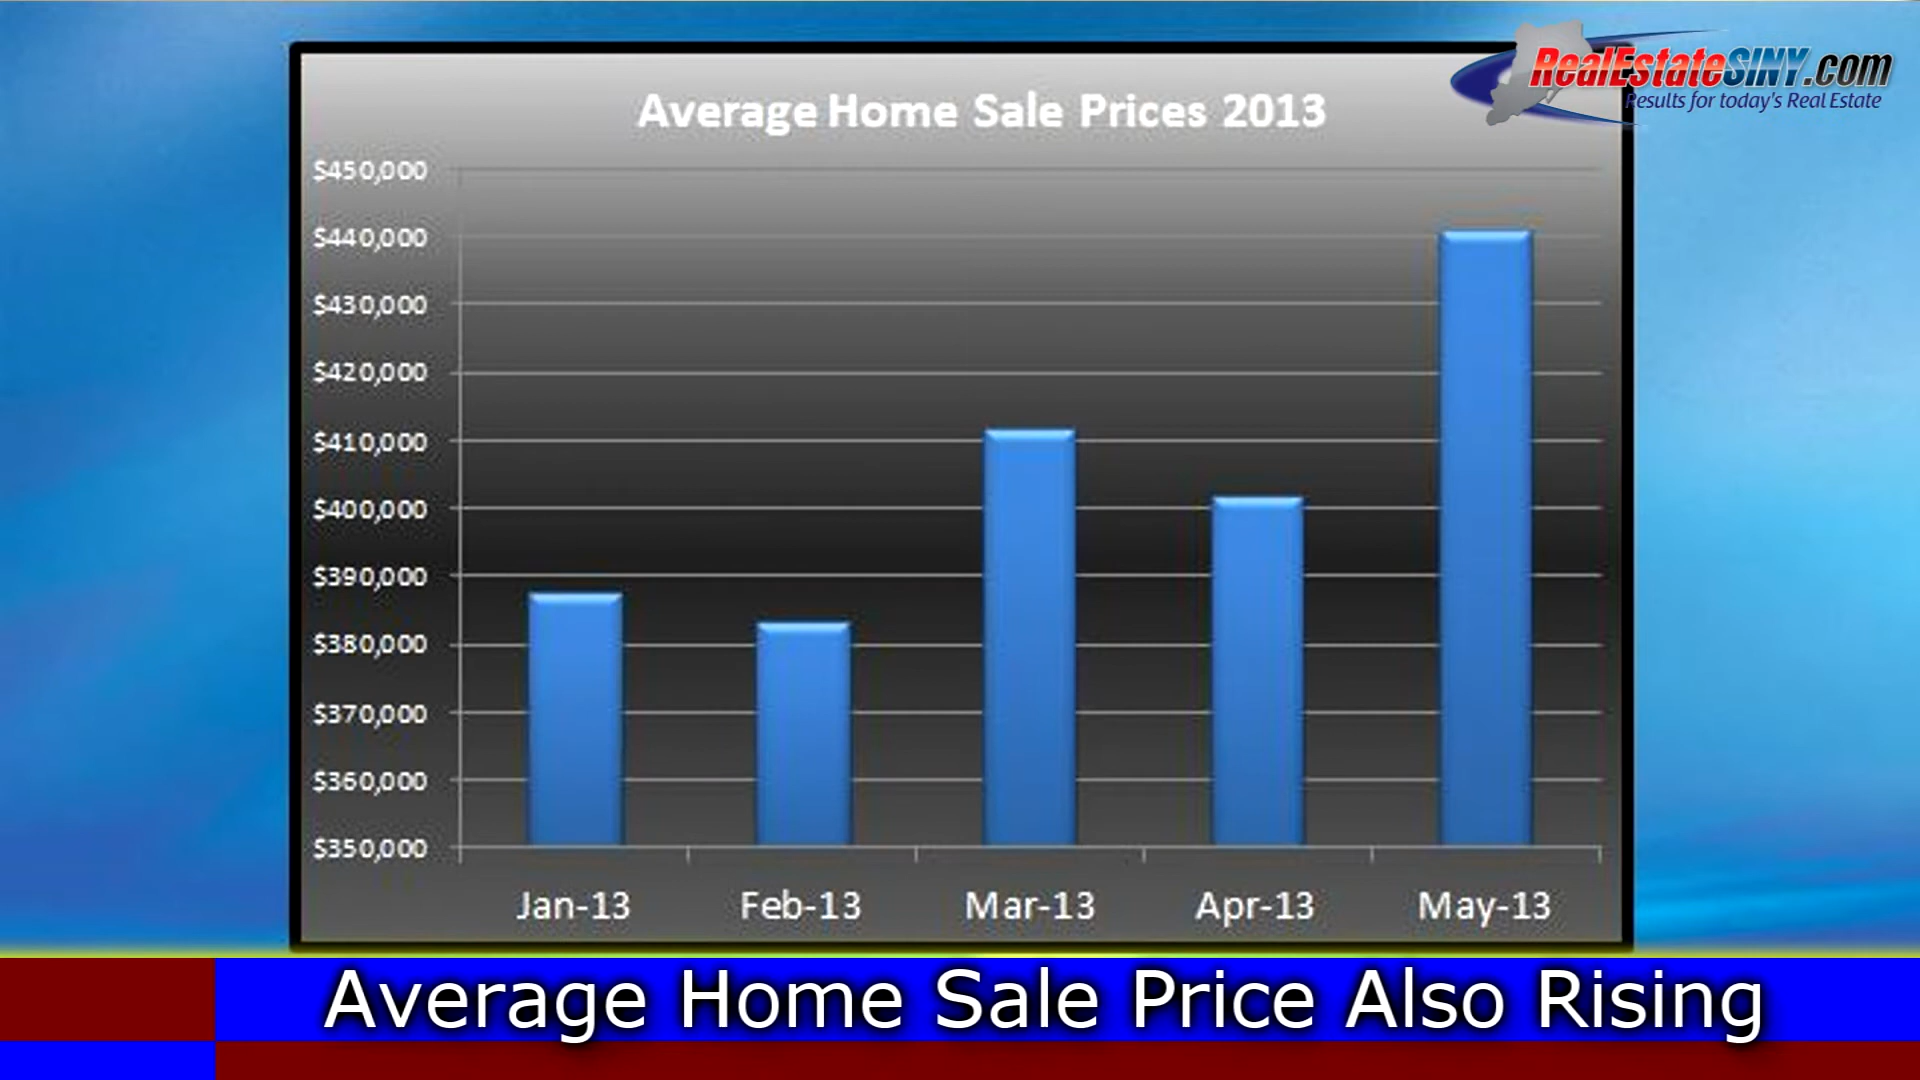 RealEstateSINY.com
Results for today's Real Estate
Average Home Sale Prices 2013
$450,000
$440,000
$430,000
$420,000
$410,000
$400,000
$390,000
$380,000
$370,000
$360,000
$350,000
Jan-13 Feb-13 Mar-13 Apr-13 May-13
Average Home Sale Price Also Rising